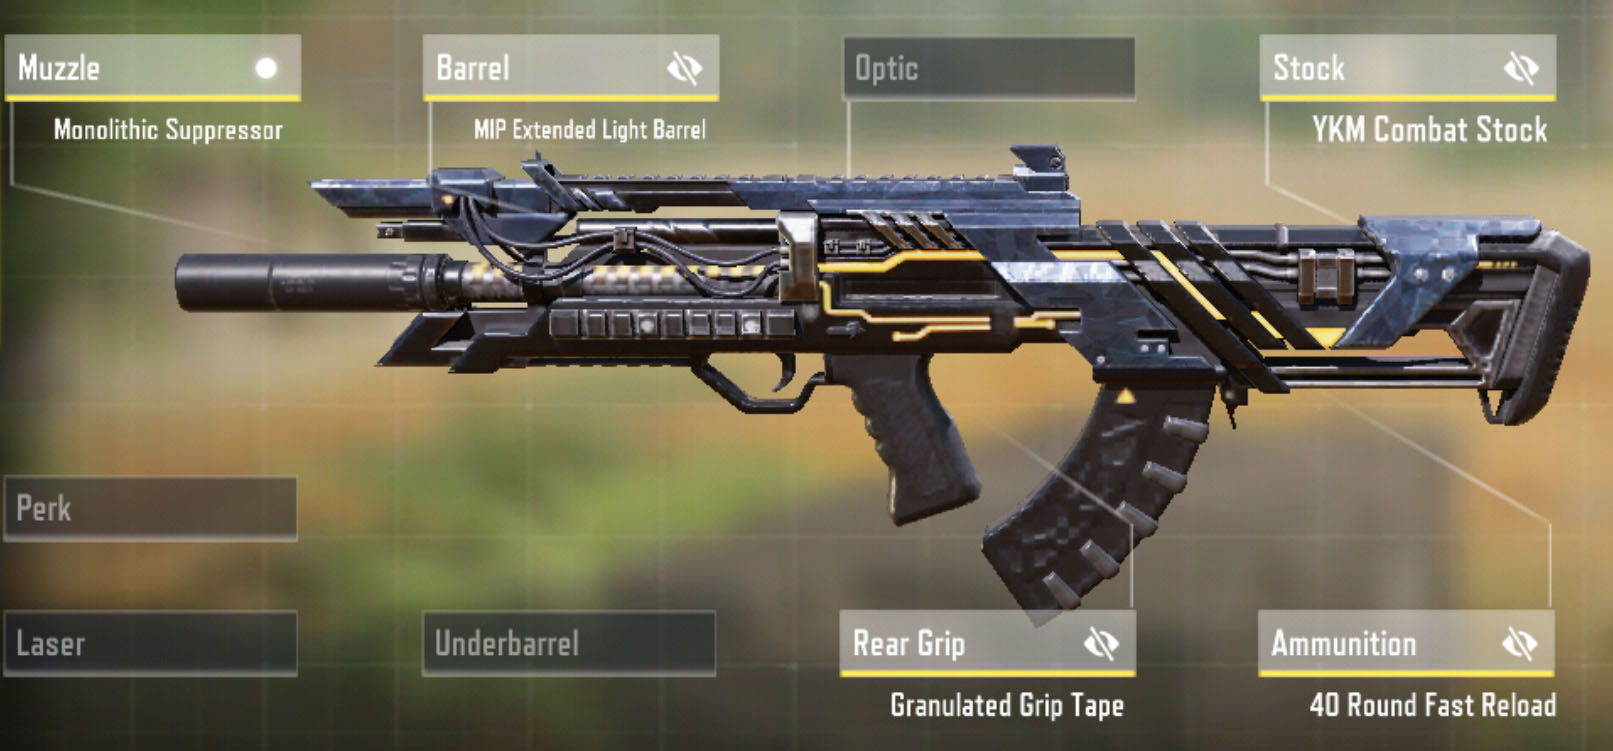 Muzzle
Monolithic Suppressor
Barrel
MIP Extended Light Barrel
Optic
Stock
YKM Combat Stock
Perk
Laser
Underbarrel
Rear Grip
Granulated Grip Tape
Ammunition
40 Round Fast Reload